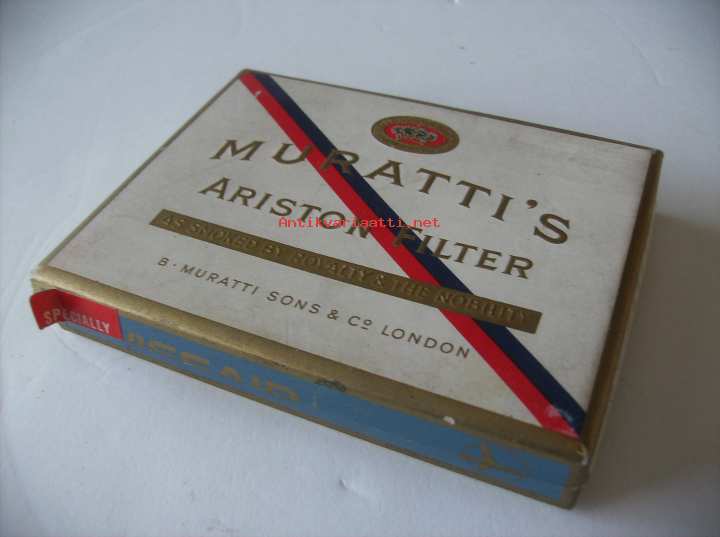 MURATTI'S
ARISTON FILTER
Antikvariaatti.net
AS SMOKED BY ROYALTY & THE NOBILITY
B. MURATTI SONS & Cº LONDON
SPECIALLY